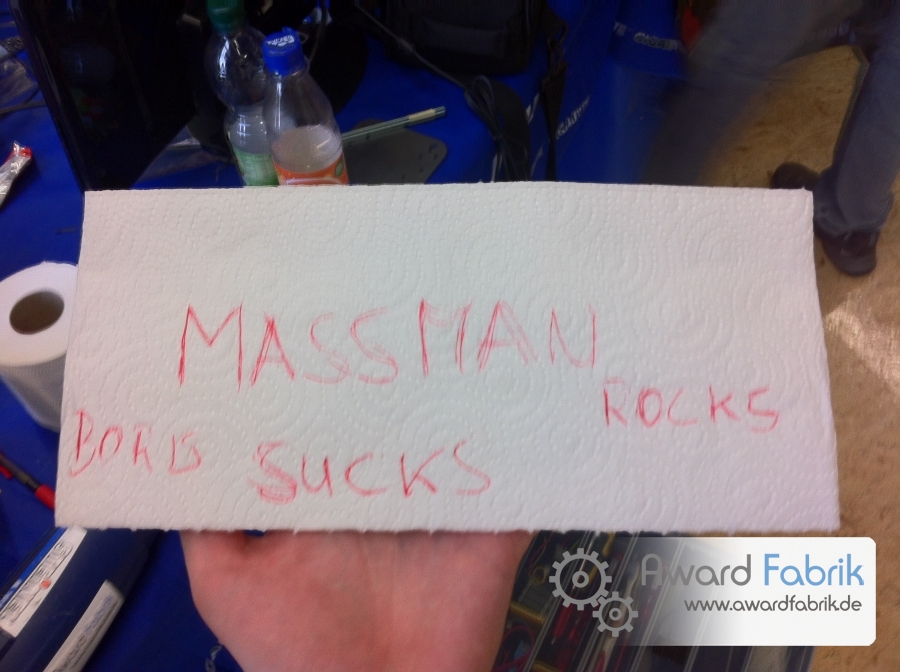 MASSMAN
ROCKS
BORIS SUCKS
Award Fabrik
www.awardfabrik.de